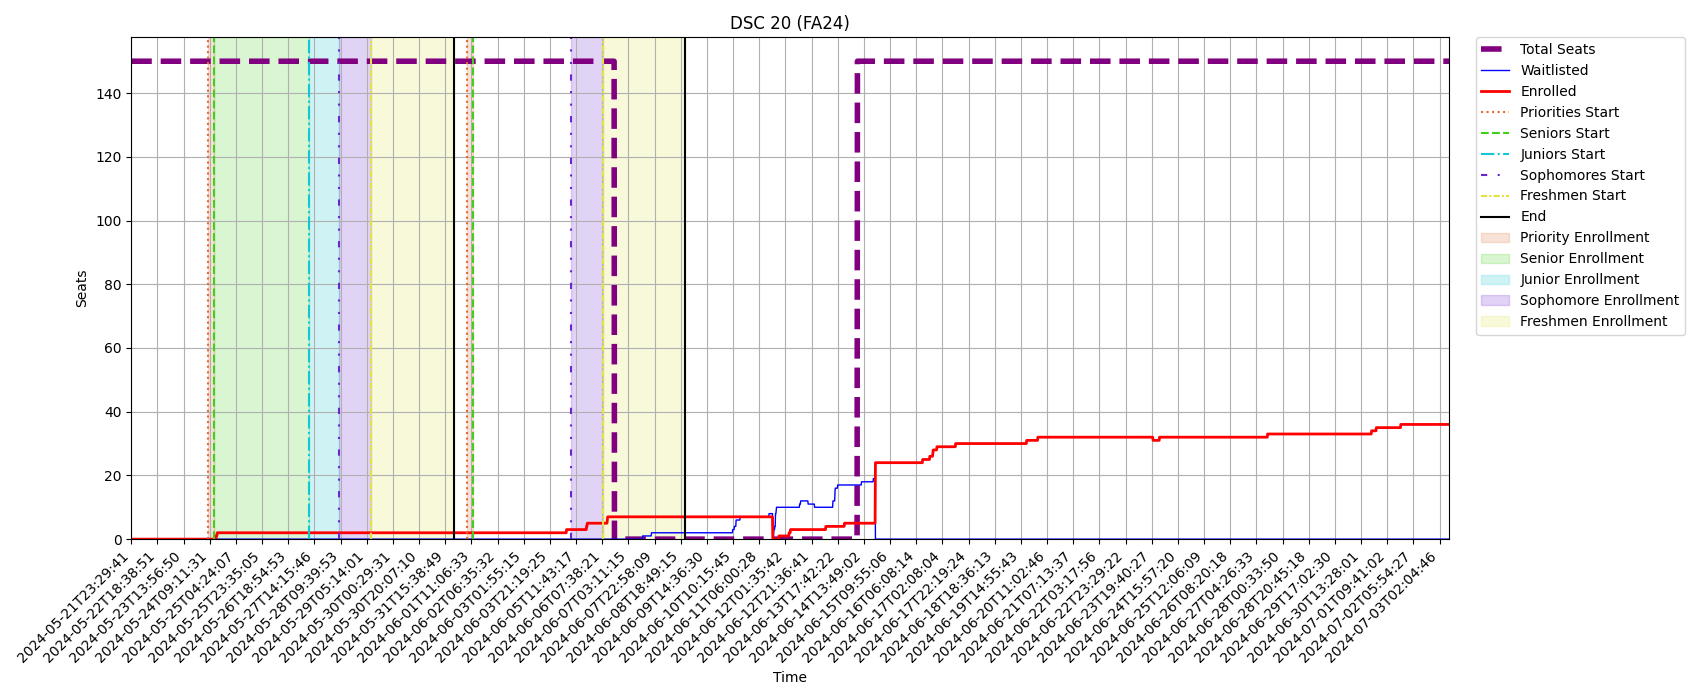 DSC 20 (FA24)
Seats
140
120
100
80
60
40
20
0
2024-05-21T23:29:41
2024-05-22T18:38:51
2024-05-23T13:56:50
2024-05-24T09:11:31
2024-05-25T04:24:07
2024-05-25T23:35:05
2024-05-26T18:54:53
2024-05-27T14:15:46
2024-05-28T09:39:53
2024-05-29T05:14:01
2024-05-30T00:29:31
2024-05-30T20:07:10
2024-05-31T15:38:49
2024-06-01T11:06:33
2024-06-02T06:35:32
2024-06-03T01:55:15
2024-06-03T21:19:25
2024-06-05T11:43:17
2024-06-06T07:38:21
2024-06-07T03:11:15
2024-06-07T22:58:09
2024-06-08T18:49:15
2024-06-09T14:36:30
2024-06-10T10:15:45
2024-06-11T06:00:28
2024-06-12T01:35:42
2024-06-12T21:36:41
2024-06-13T17:42:22
2024-06-14T13:49:02
2024-06-15T09:55:06
2024-06-16T06:08:14
2024-06-17T02:08:04
2024-06-17T22:19:24
2024-06-18T18:36:13
2024-06-19T14:55:43
2024-06-20T11:02:46
2024-06-21T07:13:37
2024-06-22T03:17:56
2024-06-22T23:29:22
2024-06-23T19:40:27
2024-06-24T15:57:20
2024-06-25T12:06:09
2024-06-26T08:20:18
2024-06-27T04:26:33
2024-06-28T00:33:50
2024-06-28T20:45:18
2024-06-29T17:02:30
2024-06-30T13:28:01
2024-07-01T09:41:02
2024-07-02T05:54:27
2024-07-03T02:04:46
Time
Total Seats
Waitlisted
Enrolled
Priorities Start
Seniors Start
Juniors Start
Sophomores Start
Freshmen Start
End
Priority Enrollment
Senior Enrollment
Junior Enrollment
Sophomore Enrollment
Freshmen Enrollment